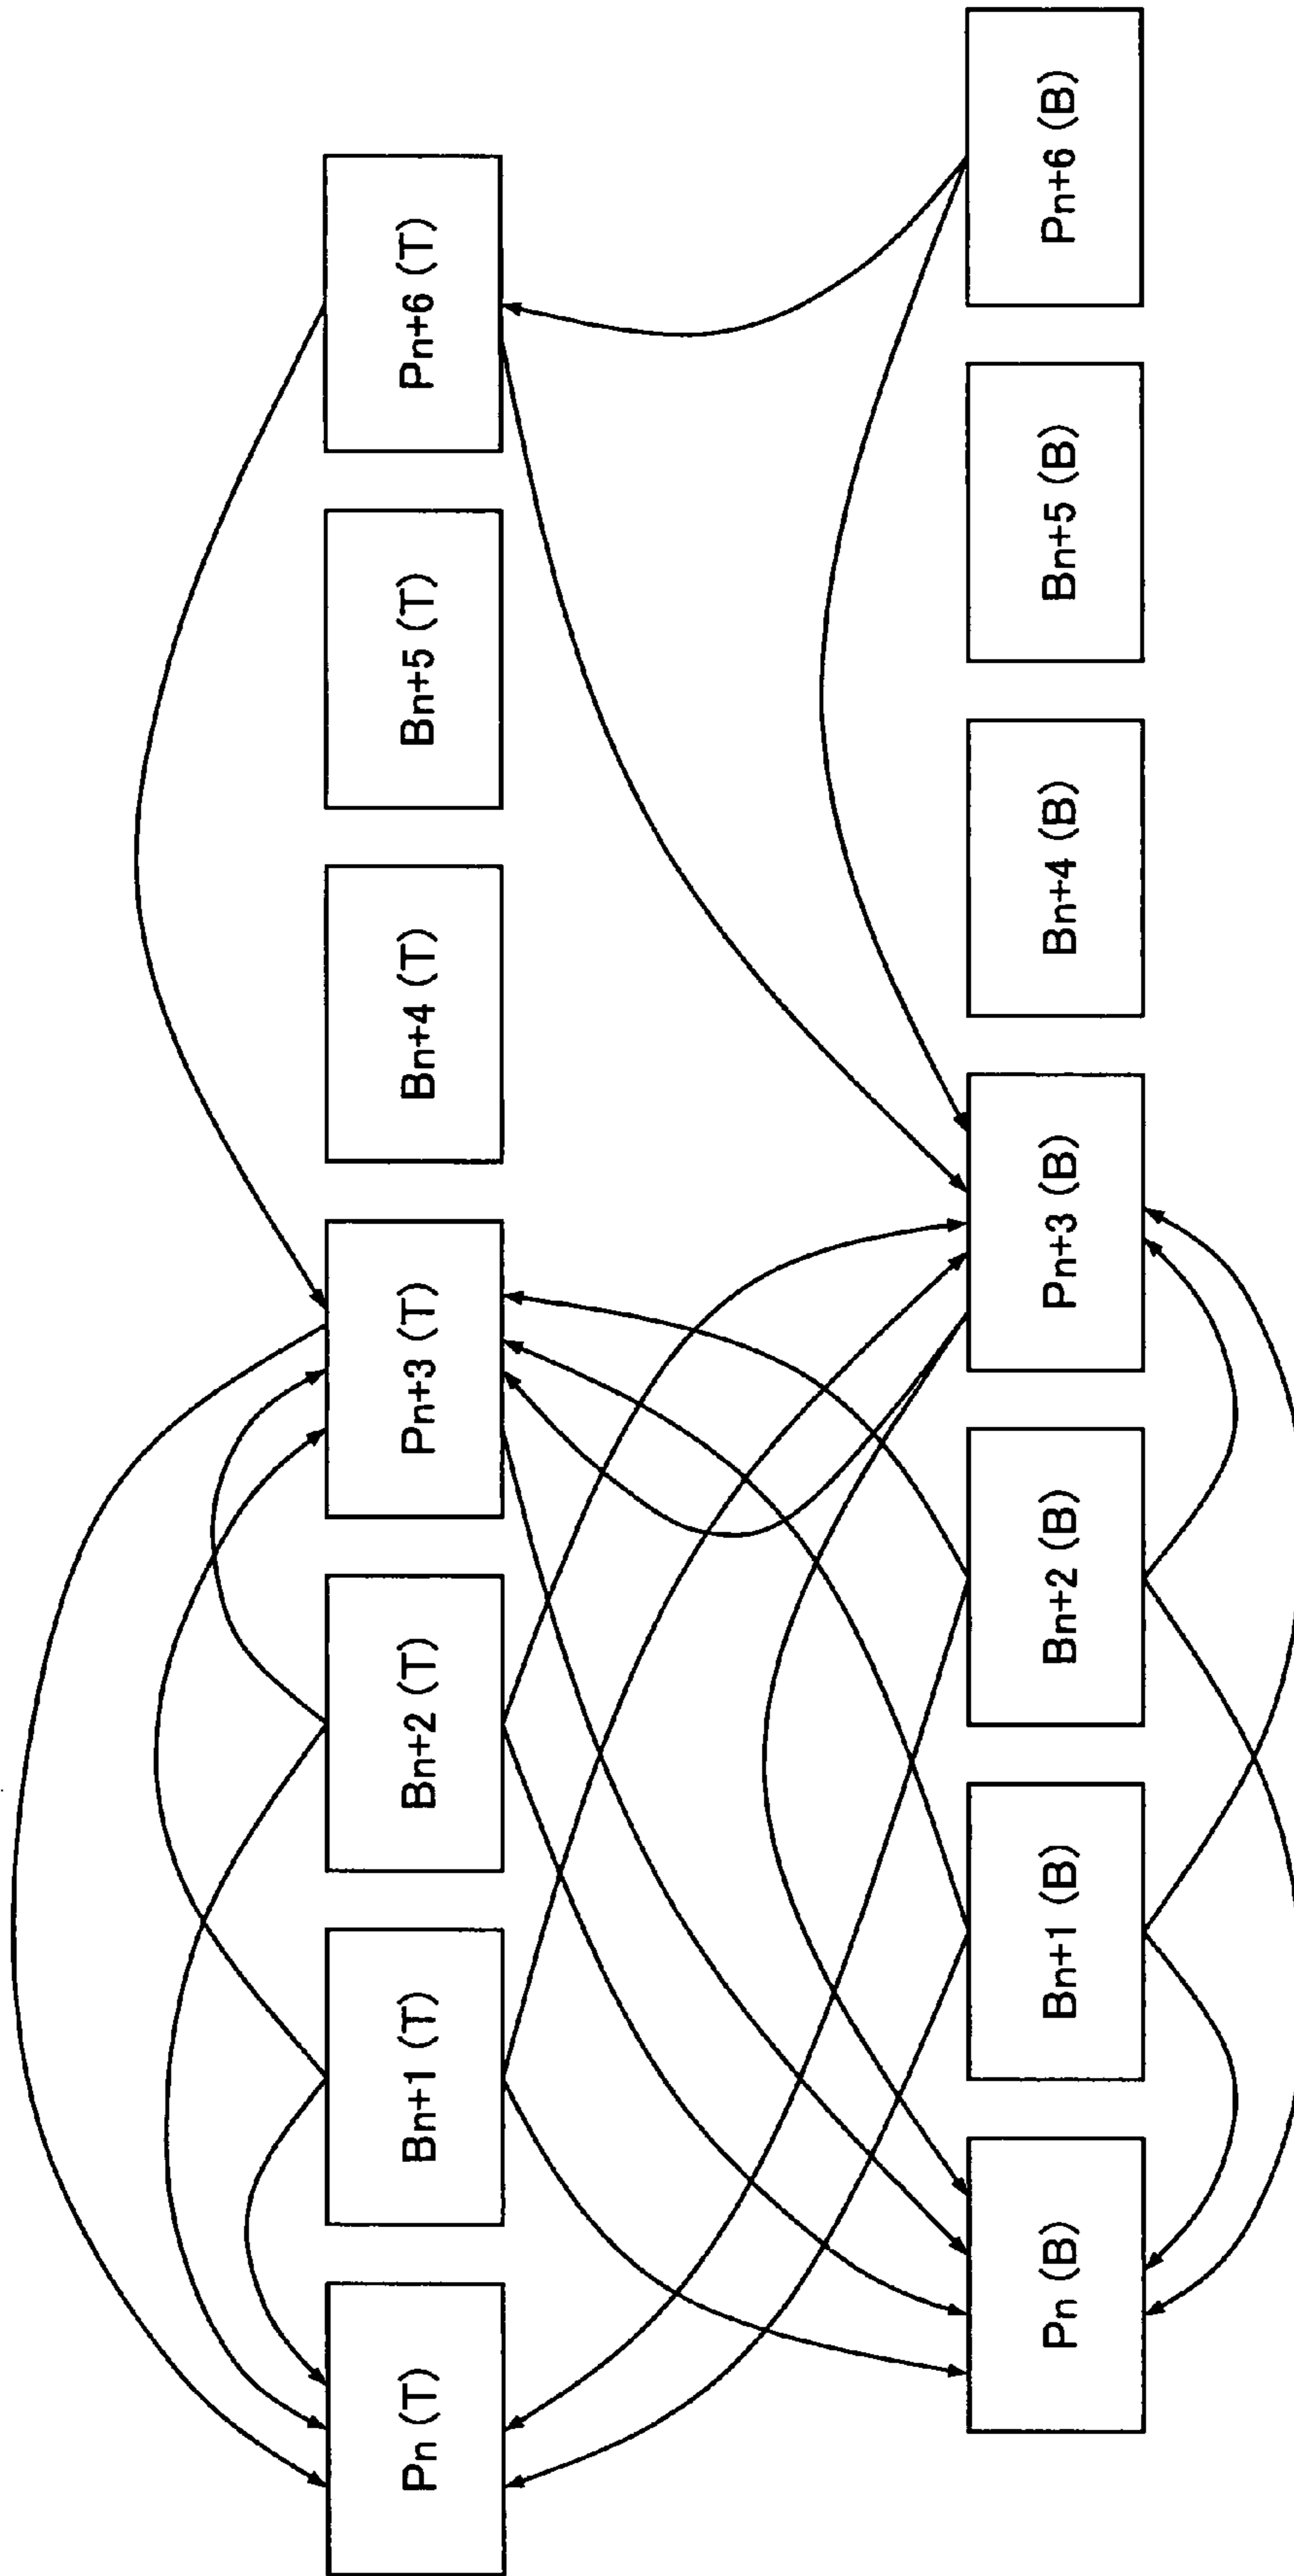 Pn (T)
Bn+1 (T)
Bn+2 (T)
Pn+3 (T)
Bn+4 (T)
Bn+5 (T)
Pn+6 (T)
Pn (B)
Bn+1 (B)
Bn+2 (B)
Pn+3 (B)
Bn+4 (B)
Bn+5 (B)
Pn+6 (B)